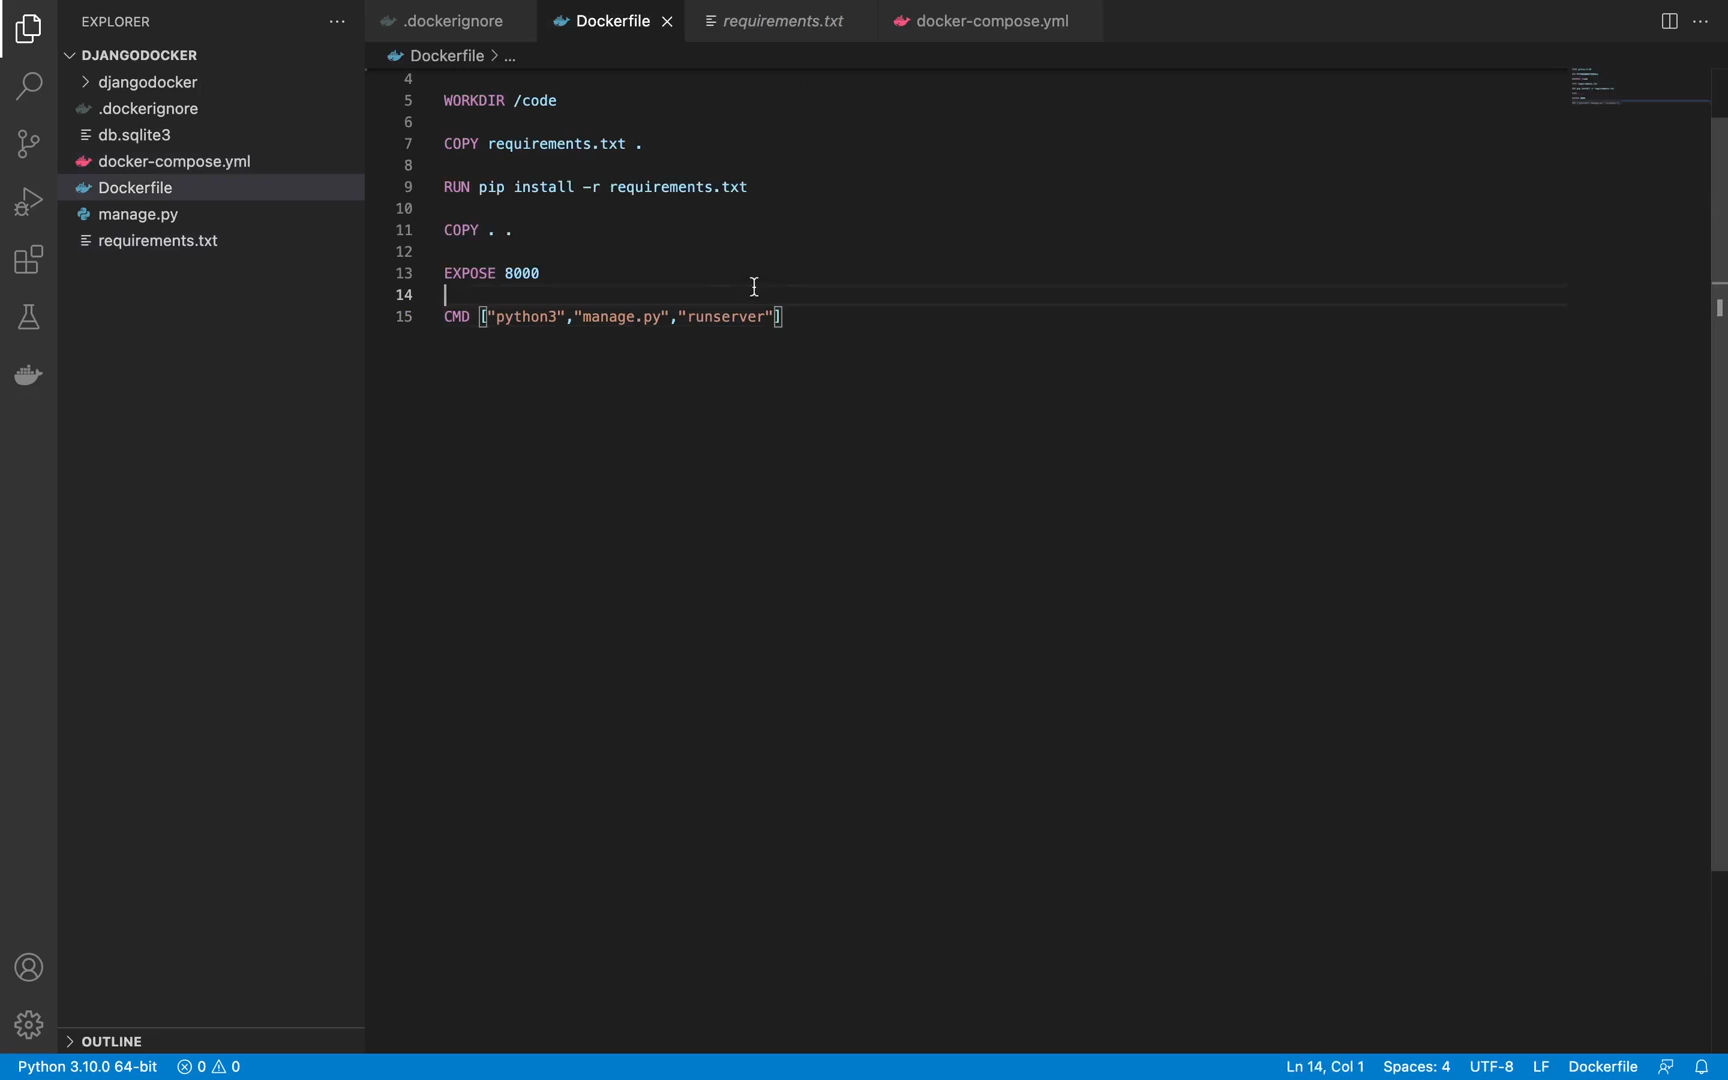 EXPLORER
.dockerignore
Dockerfile
requirements.txt
docker-compose.yml
DJANGODOCKER
djangodocker
.dockerignore
db.sqlite3
docker-compose.yml
Dockerfile
manage.py
requirements.txt
Dockerfile > ...
4
5 WORKDIR /code
6
7 COPY requirements.txt .
8
9 RUN pip install -r requirements.txt
10
11 COPY . .
12
13 EXPOSE 8000
14
15 CMD ["python3","manage.py","runserver"]
OUTLINE
Python 3.10.0 64-bit 0 0 Ln 14, Col 1 Spaces: 4 UTF-8 LF Dockerfile